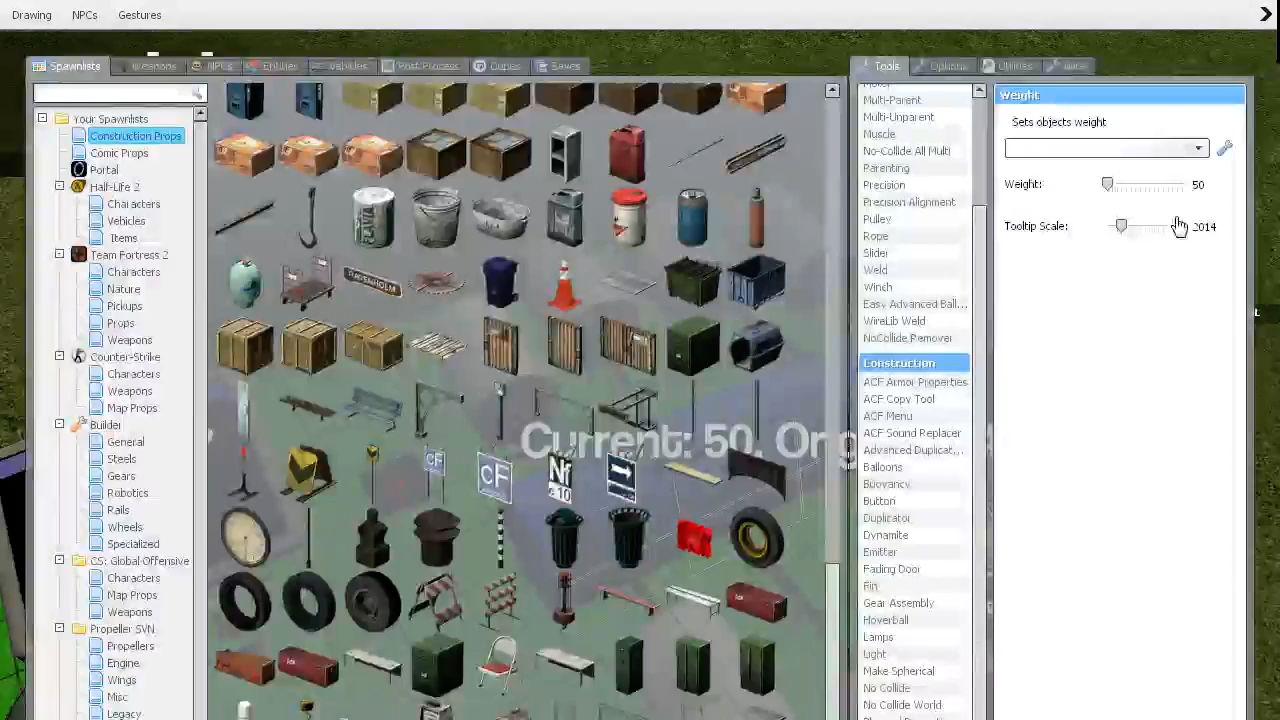 Drawing NPCs Gestures
Spawnlists Weapons NPCs Entities Vehicles Post Process Dupes Saves
Your Spawnlists
Construction Props
Comic Props
Portal
Half-Life 2
Characters
Vehicles
Items
Team Fortress 2
Characters
Nature
Pickups
Props
Weapons
Counter-Strike
Characters
Weapons
Map Props
Builder
General
Steels
Gears
Robotics
Rails
Wheels
Specialized
CS: Global-Offensive
Characters
Map Props
Weapons
Propeller SVN
Propellers
Engine
Wings
Misc
Legacy
RAVENHOLM
CF
CF
Nf
Current: 50. Orig
Tools Options Utilities Wire
Multi-Parent
Multi-Unparent
Muscle
No-Collide All Multi
Parenting
Precision
Precision Alignment
Pulley
Rope
Slider
Weld
Winch
Easy Advanced Ball...
WireLib Weld
NoCollide Remover
Construction
ACF Armor Properties
ACF Copy Tool
ACF Menu
ACF Sound Replacer
Advanced Duplicat...
Balloons
Buoyancy
Button
Duplicator
Dynamite
Emitter
Fading Door
Fin
Gear Assembly
Hoverball
Lamps
Light
Make Spherical
No Collide
No Collide World
Weight
Sets objects weight
Weight: 50
Tooltip Scale: 2014